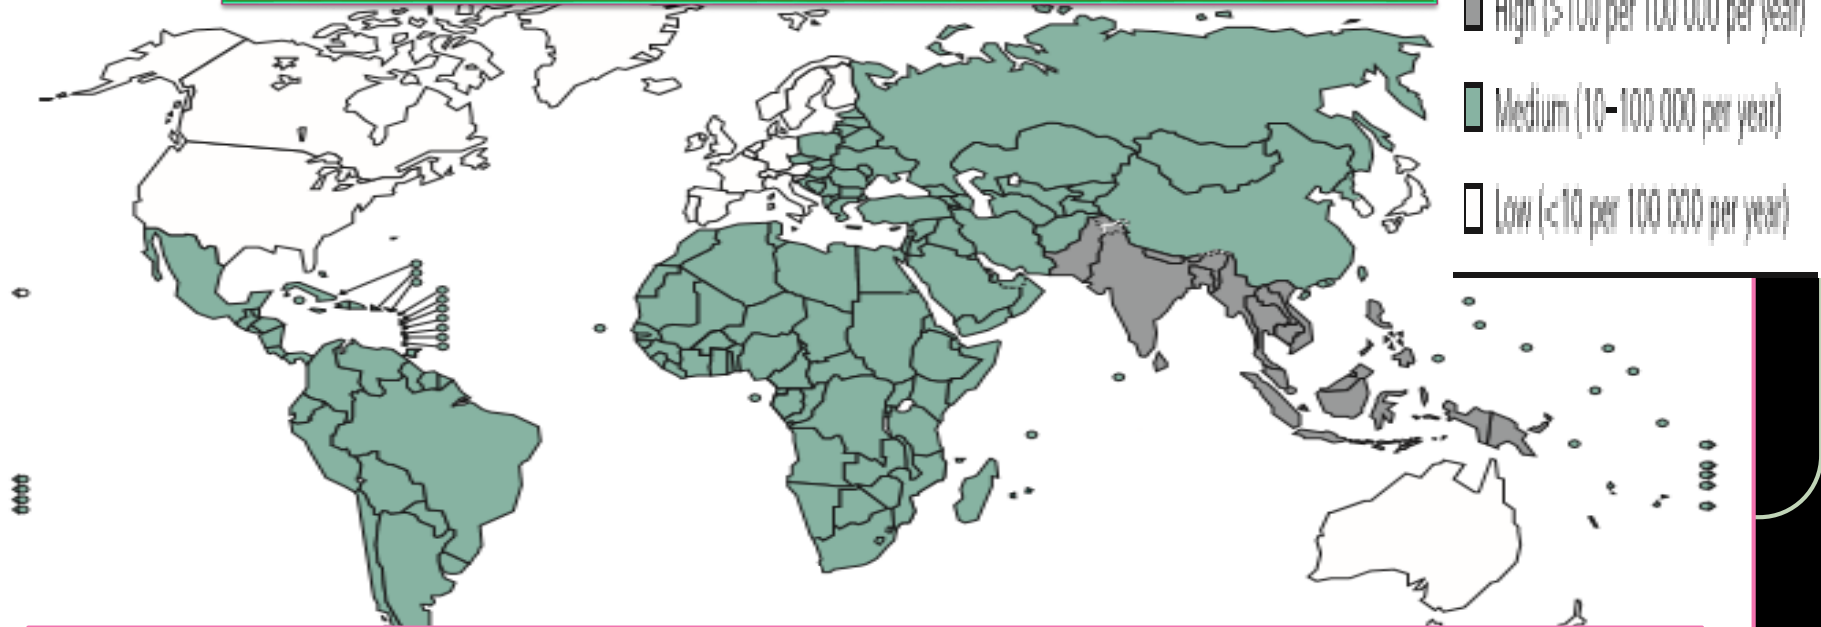 High (>100 per 100 000 per year)
Medium (10–100 000 per year)
Low (<10 per 100 000 per year)